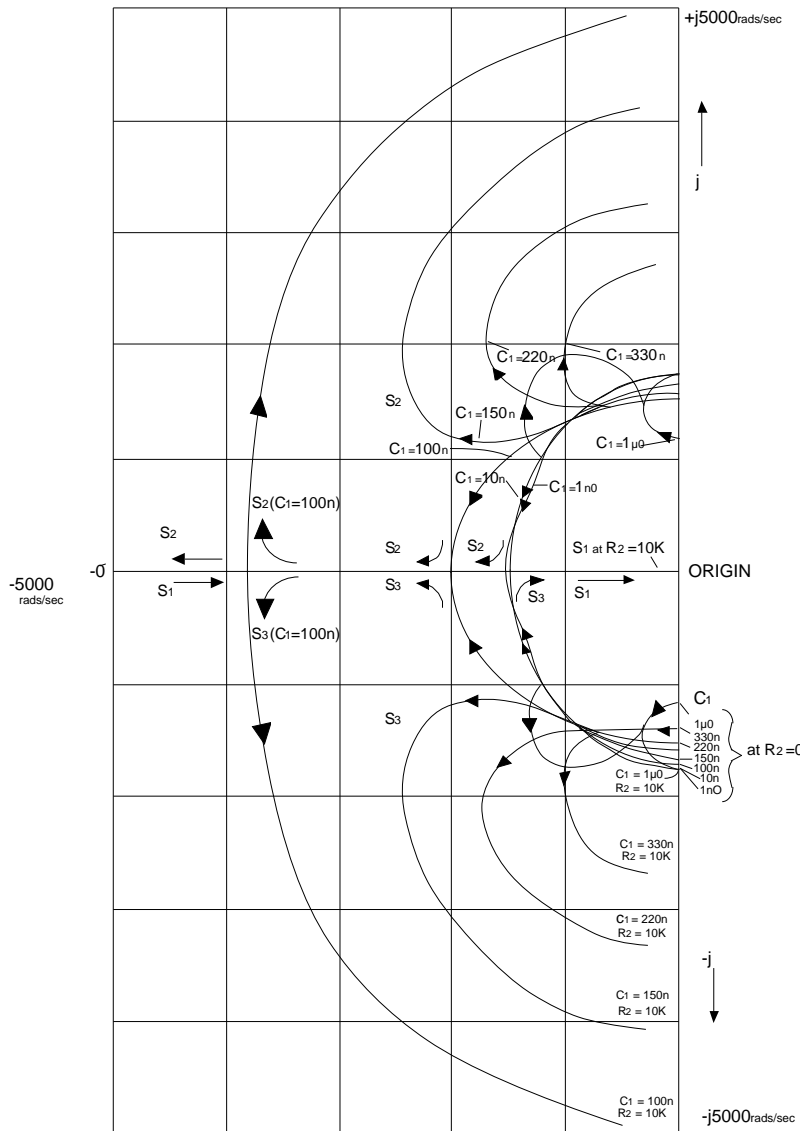 +j5000rads/sec
j
C1=220n
C1=330n
S2
C1=150n
C1=100n
C1=1µ0
C1=10n
C1=1n0
S2(C1=100n)
S2
S2
S2
S1 at R2=10K
-0
ORIGIN
-5000
rads/sec
S1
S3
S3
S1
S3(C1=100n)
C1
S3
1µ0
330n
220n
150n
100n
10n
1nO
at R2=0
C1 = 1µ0
R2 = 10K
C1 = 330n
R2 = 10K
C1 = 220n
R2 = 10K
-j
C1 = 150n
R2 = 10K
C1 = 100n
R2 = 10K
-j5000rads/sec